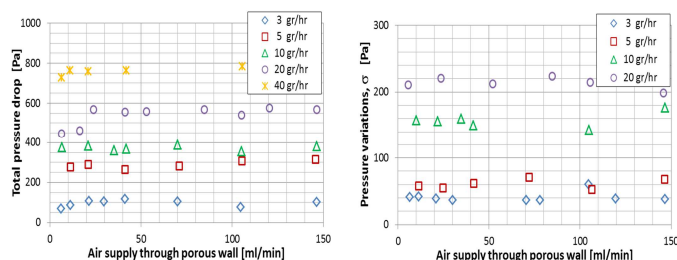 1000
800
600
400
200
0
0
50
100
150
Total pressure drop [Pa]
Air supply through porous wall [ml/min]
3 gr/hr
5 gr/hr
10 gr/hr
20 gr/hr
40 gr/hr
300
200
100
0
0
50
100
150
Pressure variations, σ [Pa]
Air supply through porous wall [ml/min]
3 gr/hr
5 gr/hr
10 gr/hr
20 gr/hr